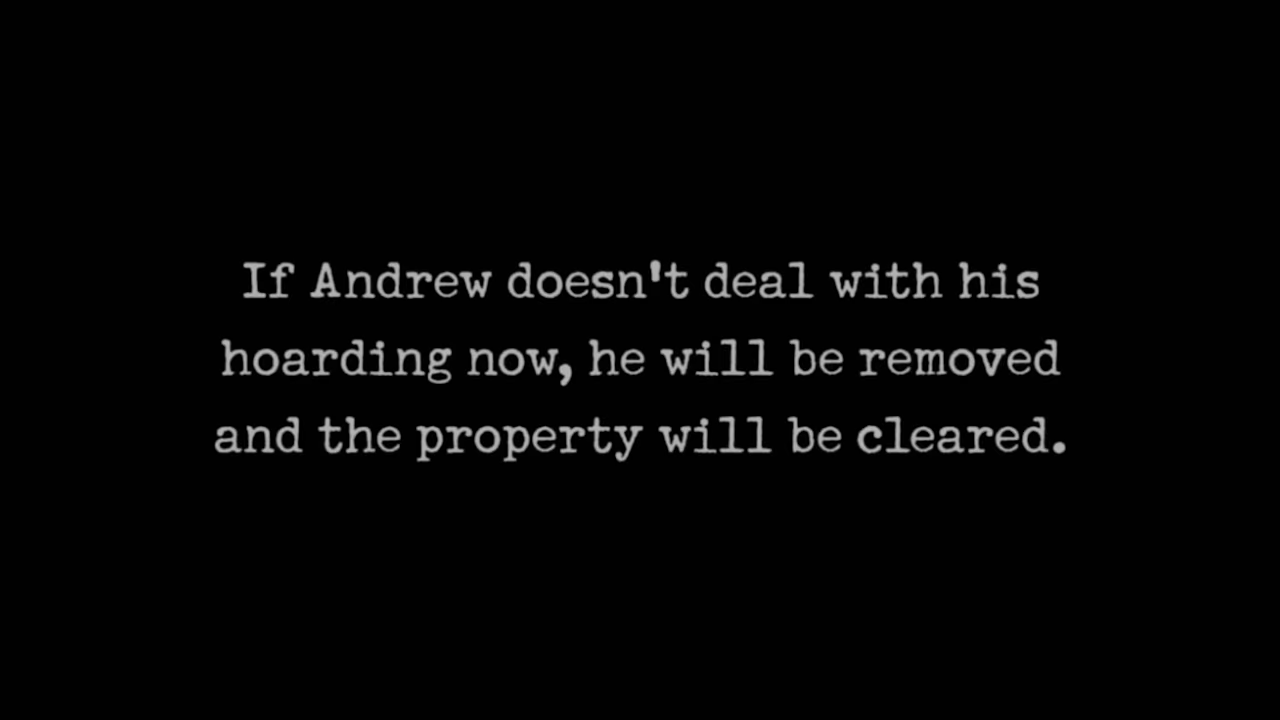 If Andrew doesn't deal with his
hoarding now, he will be removed
and the property will be cleared.